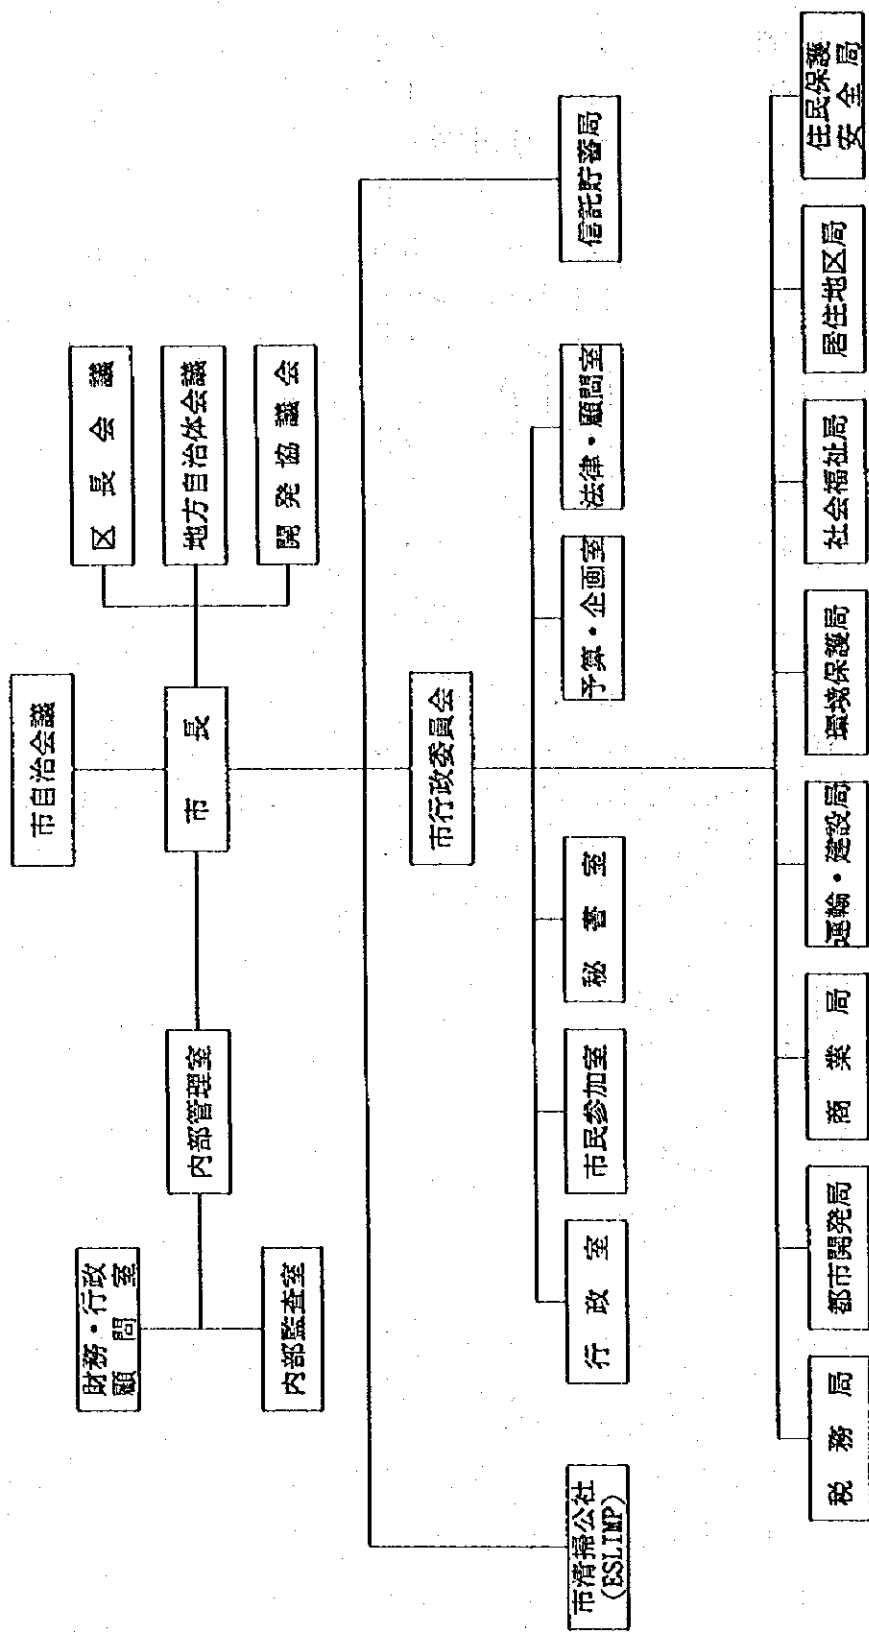 市自治会議
区長会議
地方自治体会議
開発協議会
市長
内部管理室
財務・行政
顧問室
内部監査室
市清掃公社
(ESLIMP)
市行政委員会
信託貯蓄局
行政室
市民参加室
秘書室
予算・企画室
法律・顧問室
税務局
都市開発局
商業局
運輸・建設局
環境保護局
社会福祉局
居住地区局
住民保護
安全局